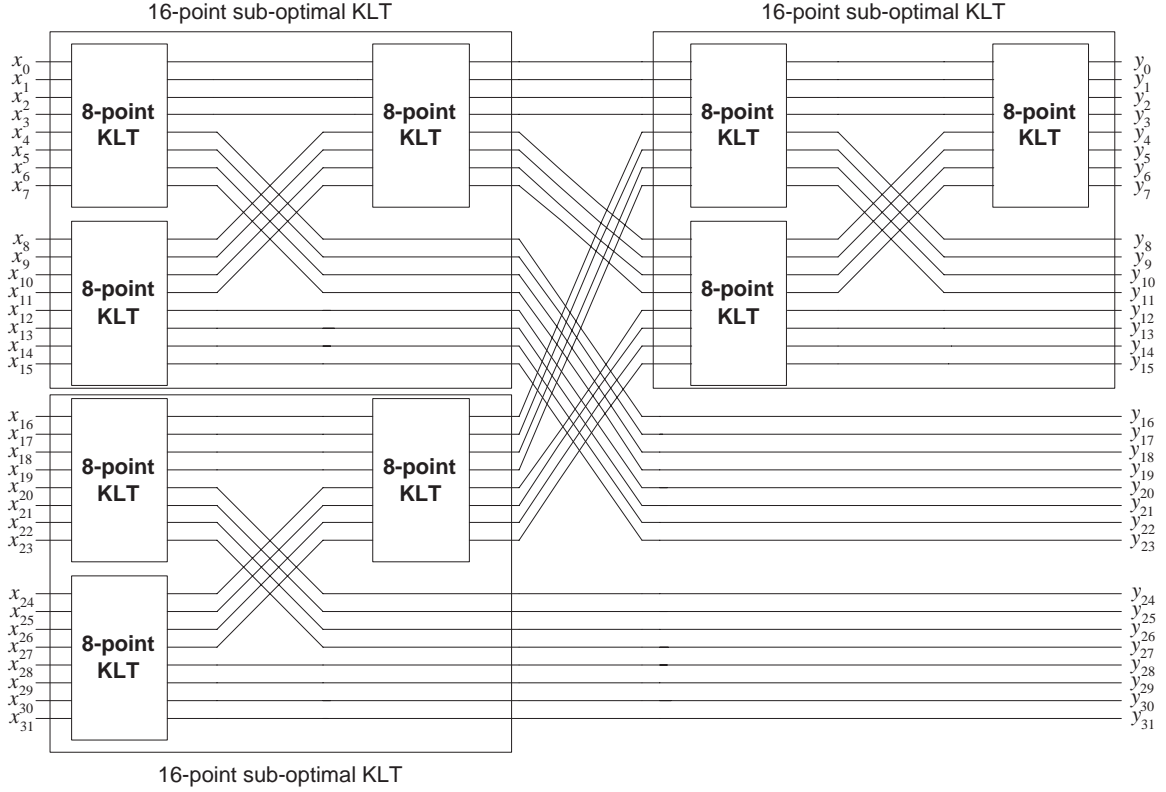 16-point sub-optimal KLT
16-point sub-optimal KLT
x0
x1
x2
x3
x4
x5
x6
x7
x8
x9
x10
x11
x12
x13
x14
x15
x16
x17
x18
x19
x20
x21
x22
x23
x24
x25
x26
x27
x28
x29
x30
x31
8-point
KLT
8-point
KLT
8-point
KLT
8-point
KLT
8-point
KLT
8-point
KLT
8-point
KLT
8-point
KLT
8-point
KLT
y0
y1
y2
y3
y4
y5
y6
y7
y8
y9
y10
y11
y12
y13
y14
y15
y16
y17
y18
y19
y20
y21
y22
y23
y24
y25
y26
y27
y28
y29
y30
y31
16-point sub-optimal KLT